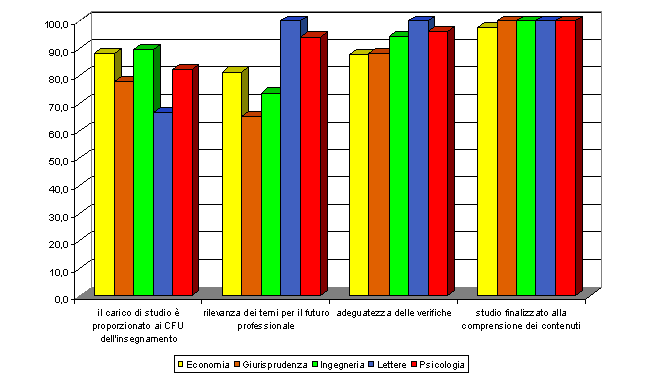 100,0
90,0
80,0
70,0
60,0
50,0
40,0
30,0
20,0
10,0
0,0
il carico di studio è
proporzionato ai CFU
dell'insegnamento
rilevanza dei temi per il futuro
professionale
adeguatezza delle verifiche
studio finalizzato alla
comprensione dei contenuti
Economia Giurisprudenza Ingegneria Lettere Psicologia